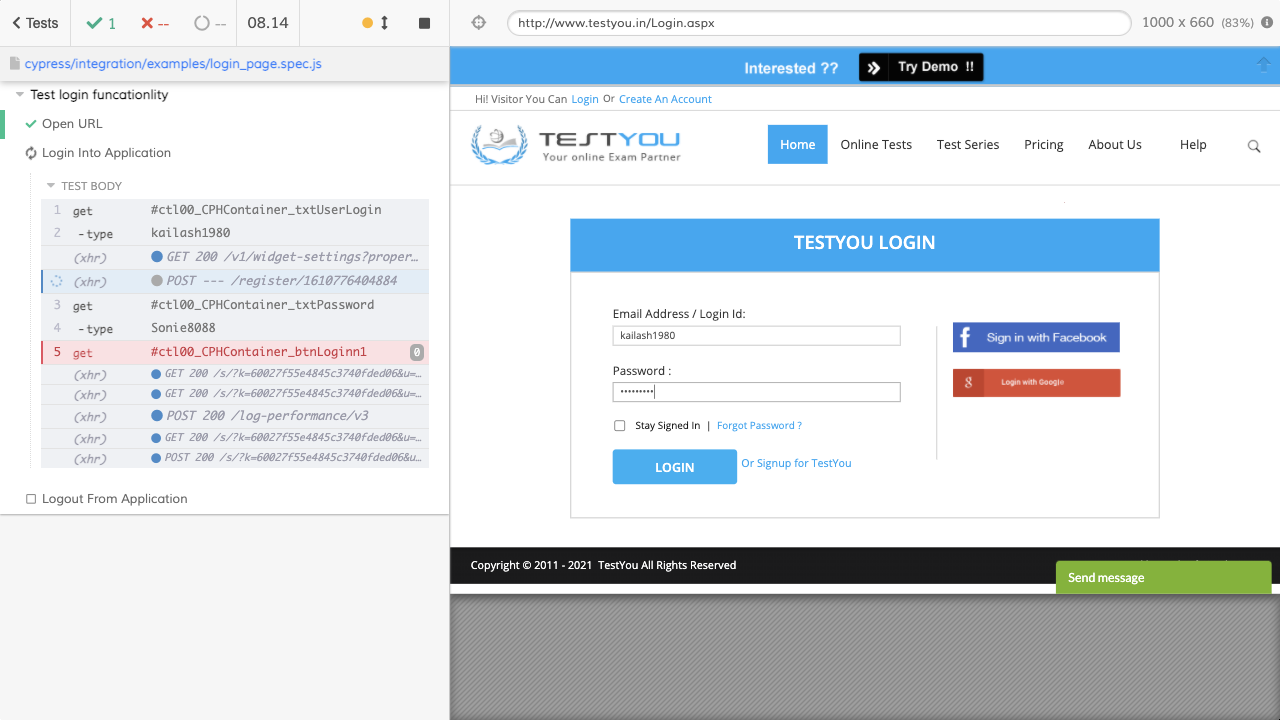 Tests
1
--
--
08.14
http://www.testyou.in/Login.aspx
1000 x 660 (83%)
cypress/integration/examples/login_page.spec.js
Test login funcationlity
Open URL
Login Into Application
TEST BODY
1 get #ctl00_CPHContainer_txtUserLogin
2 -type kailash1980
(xhr) GET 200 /v1/widget-settings?proper…
(xhr) POST --- /register/1610776404884
3 get #ctl00_CPHContainer_txtPassword
4 -type Sonie8088
5 get #ctl00_CPHContainer_btnLoginn1 0
(xhr) GET 200 /s/?k=60027f55e4845c3740fded06&u=…
(xhr) GET 200 /s/?k=60027f55e4845c3740fded06&u=…
(xhr) POST 200 /log-performance/v3
(xhr) GET 200 /s/?k=60027f55e4845c3740fded06&u=…
(xhr) POST 200 /s/?k=60027f55e4845c3740fded06&u…
Logout From Application
Interested ?? Try Demo !!
Hi! Visitor You Can Login Or Create An Account
TESTYOU
Your online Exam Partner
Home Online Tests Test Series Pricing About Us Help
TESTYOU LOGIN
Email Address / Login Id:
kailash1980
Password :
•••••••••
Stay Signed In | Forgot Password ?
LOGIN Or Signup for TestYou
Sign in with Facebook
Login with Google
Copyright © 2011 - 2021 TestYou All Rights Reserved
Send message